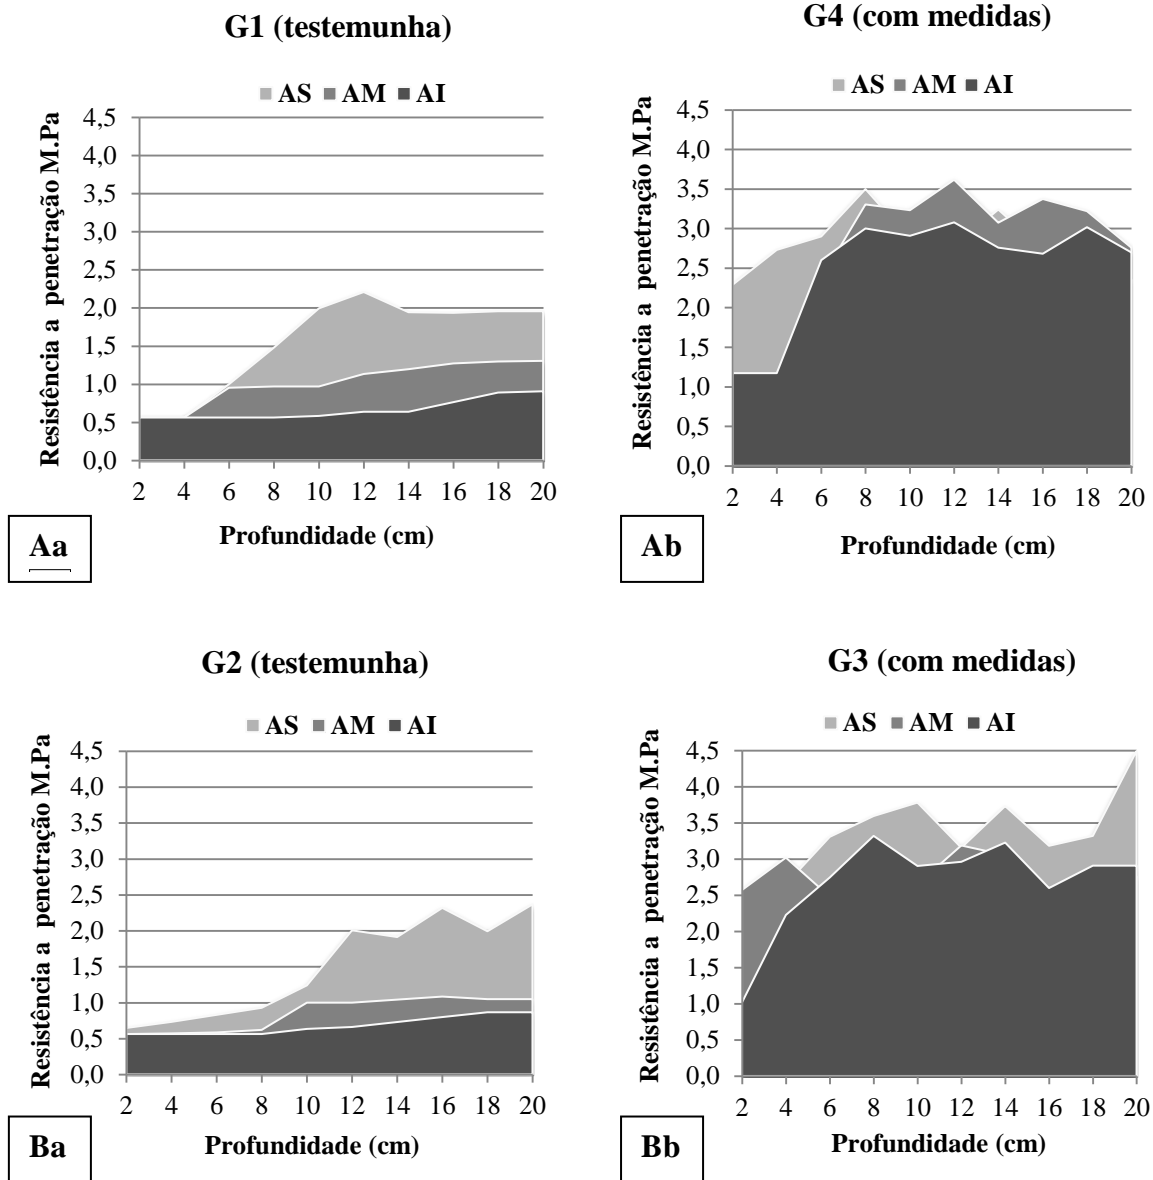 G1 (testemunha)
AS AM AI
Resistência a penetração M.Pa
4,5
4,0
3,5
3,0
2,5
2,0
1,5
1,0
0,5
0,0
2 4 6 8 10 12 14 16 18 20
Profundidade (cm)
Aa
G4 (com medidas)
AS AM AI
Resistência a penetração M.Pa
4,5
4,0
3,5
3,0
2,5
2,0
1,5
1,0
0,5
0,0
2 4 6 8 10 12 14 16 18 20
Profundidade (cm)
Ab
G2 (testemunha)
AS AM AI
Resistência a penetração M.Pa
4,5
4,0
3,5
3,0
2,5
2,0
1,5
1,0
0,5
0,0
2 4 6 8 10 12 14 16 18 20
Profundidade (cm)
Ba
G3 (com medidas)
AS AM AI
Resistência a penetração M.Pa
4,5
4,0
3,5
3,0
2,5
2,0
1,5
1,0
0,5
0,0
2 4 6 8 10 12 14 16 18 20
Profundidade (cm)
Bb